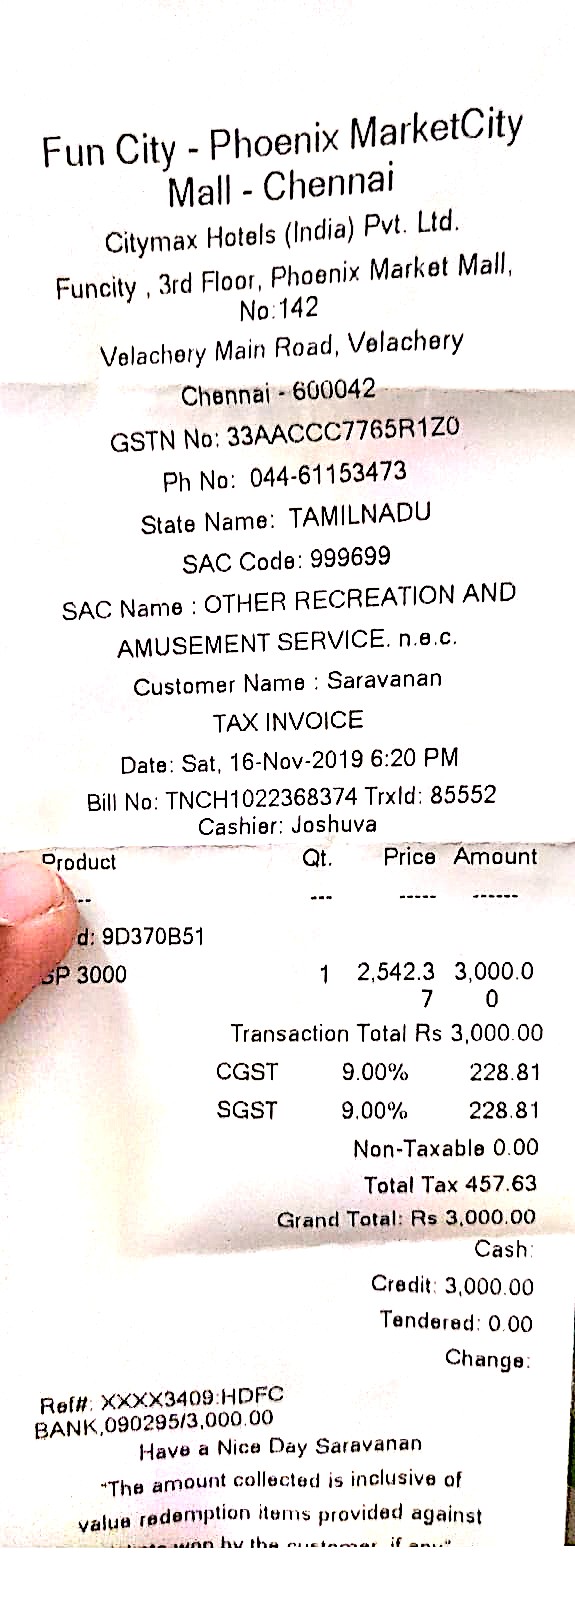 Fun City - Phoenix MarketCity
Mall - Chennai
Citymax Hotels (India) Pvt. Ltd.
Funcity , 3rd Floor, Phoenix Market Mall,
No:142
Velachery Main Road, Velachery
Chennai - 600042
GSTN No: 33AACCC7765R1Z0
Ph No: 044-61153473
State Name: TAMILNADU
SAC Code: 999699
SAC Name : OTHER RECREATION AND
AMUSEMENT SERVICE. n.e.c.
Customer Name : Saravanan
TAX INVOICE
Date: Sat, 16-Nov-2019 6:20 PM
Bill No: TNCH1022368374 TrxId: 85552
Cashier: Joshuva
Product Qt. Price Amount
-- --- ----- ------
d: 9D370B51
SP 3000 1 2,542.3 3,000.0
7 0
Transaction Total Rs 3,000.00
CGST 9.00% 228.81
SGST 9.00% 228.81
Non-Taxable 0.00
Total Tax 457.63
Grand Total: Rs 3,000.00
Cash:
Credit: 3,000.00
Tendered: 0.00
Change:
Ref#: XXXX3409:HDFC
BANK,090295/3,000.00
Have a Nice Day Saravanan
"The amount collected is inclusive of
value redemption items provided against
won by the customer, if any"